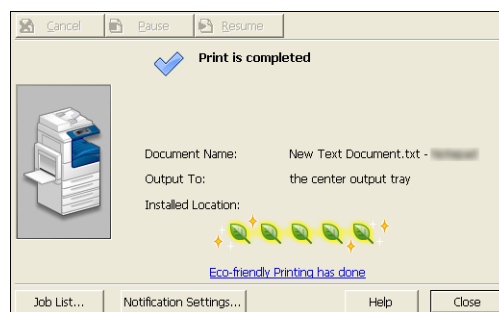 Cancel Pause Resume
Print is completed
Document Name: New Text Document.txt -
Output To: the center output tray
Installed Location:
Eco-friendly Printing has done
Job List... Notification Settings... Help Close